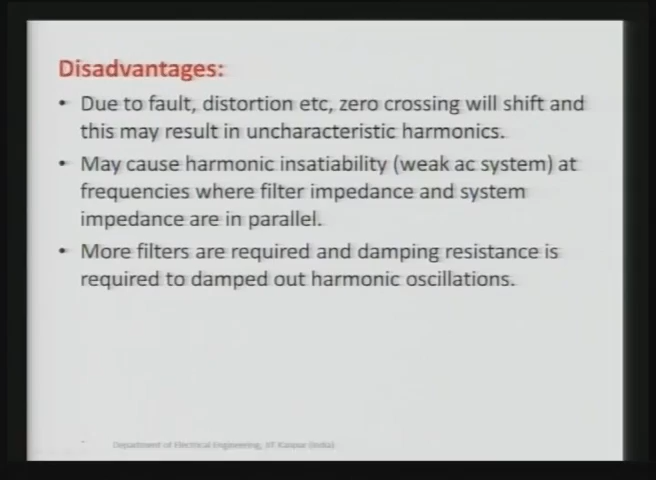 Disadvantages:
• Due to fault, distortion etc, zero crossing will shift and
this may result in uncharacteristic harmonics.
• May cause harmonic insatiability (weak ac system) at
frequencies where filter impedance and system
impedance are in parallel.
• More filters are required and damping resistance is
required to damped out harmonic oscillations.
Department of Electrical Engineering, IIT Kanpur (India)